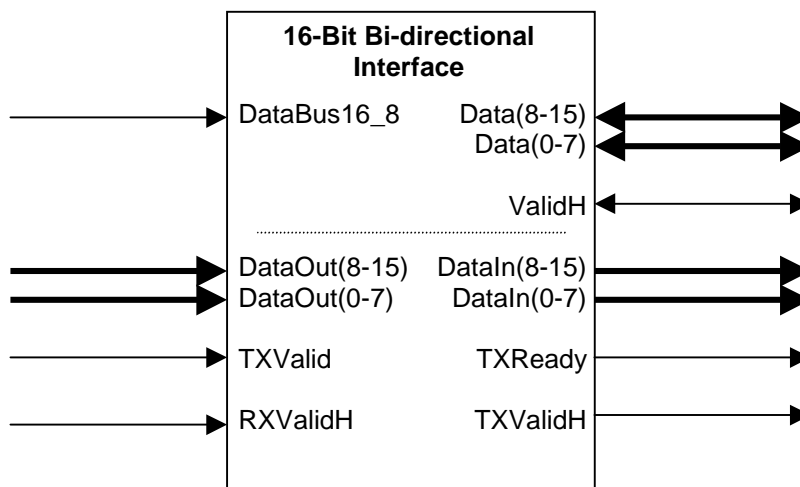 16-Bit Bi-directional
Interface
DataBus16_8 Data(8-15)
Data(0-7)
ValidH
DataOut(8-15) DataIn(8-15)
DataOut(0-7) DataIn(0-7)
TXValid TXReady
RXValidH TXValidH